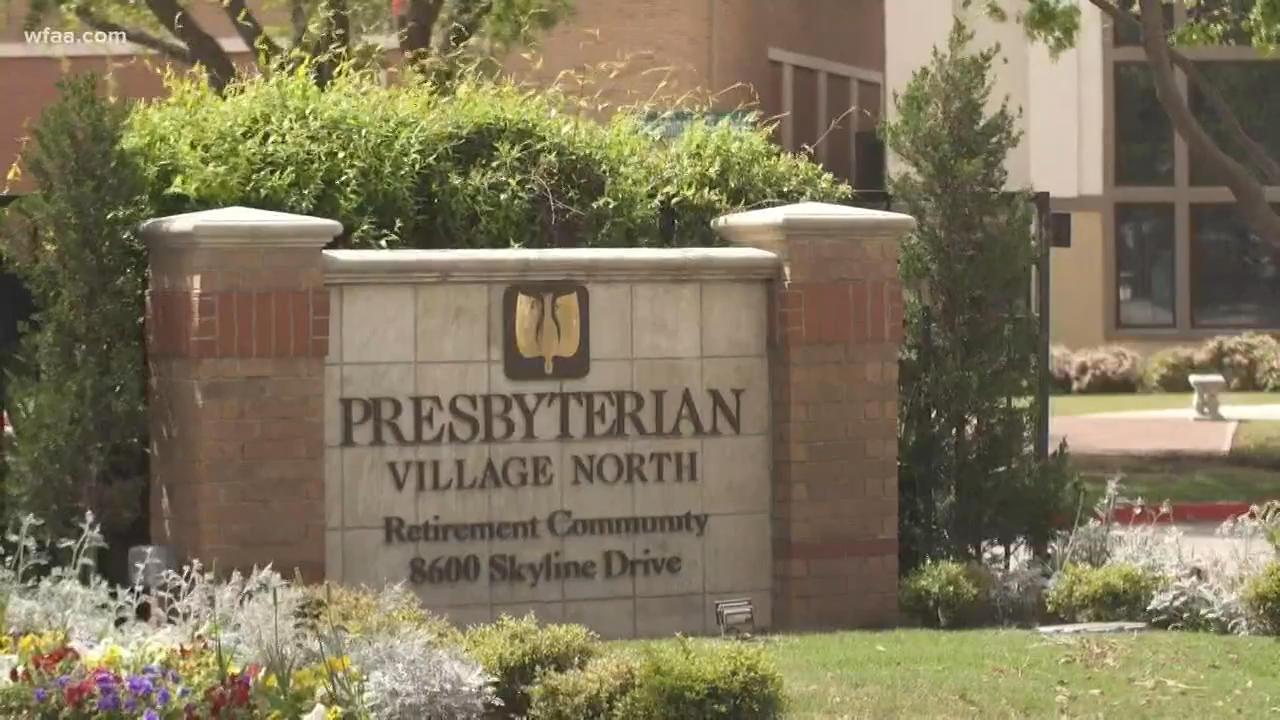 wfaa.com
PRESBYTERIAN
VILLAGE NORTH
Retirement Community
8600 Skyline Drive